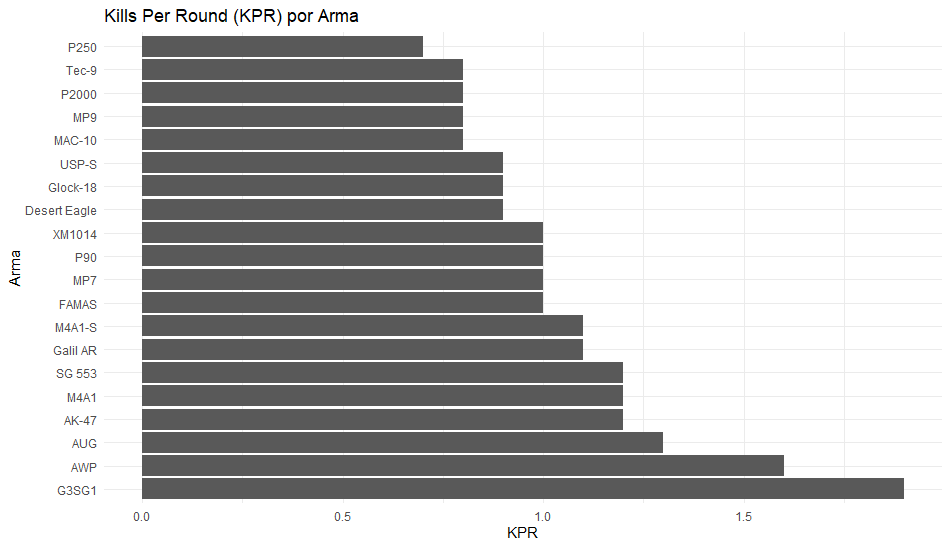 Kills Per Round (KPR) por Arma
Arma
P250
Tec-9
P2000
MP9
MAC-10
USP-S
Glock-18
Desert Eagle
XM1014
P90
MP7
FAMAS
M4A1-S
Galil AR
SG 553
M4A1
AK-47
AUG
AWP
G3SG1
0.0 0.5 1.0 1.5
KPR